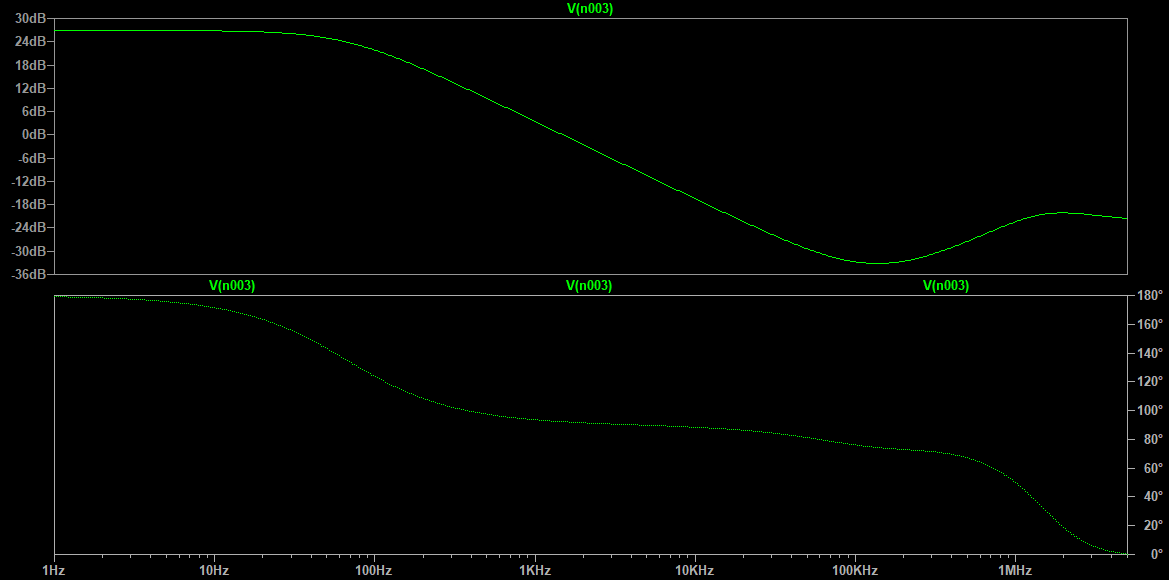 V(n003)
30dB
24dB
18dB
12dB
6dB
0dB
-6dB
-12dB
-18dB
-24dB
-30dB
-36dB
V(n003) V(n003) V(n003)
180°
160°
140°
120°
100°
80°
60°
40°
20°
0°
1Hz 10Hz 100Hz 1KHz 10KHz 100KHz 1MHz